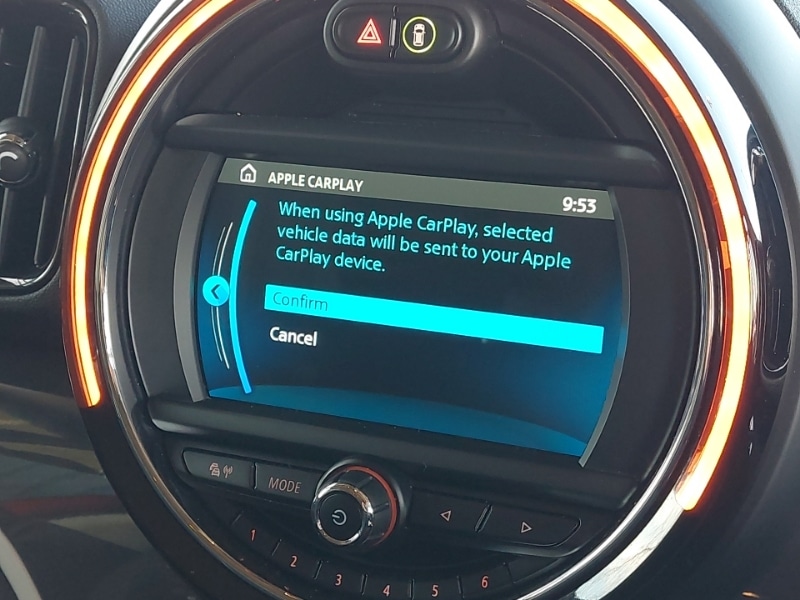 APPLE CARPLAY
9:53
When using Apple CarPlay, selected
vehicle data will be sent to your Apple
CarPlay device.
Confirm
Cancel
MODE
1
2
3
4
5
6